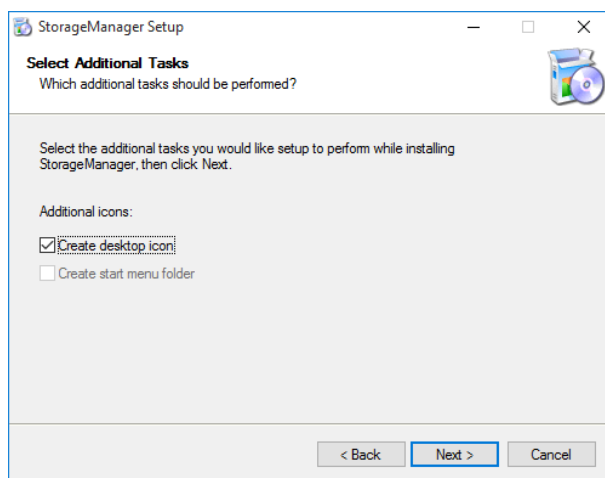 StorageManager Setup
Select Additional Tasks
Which additional tasks should be performed?
Select the additional tasks you would like setup to perform while installing
StorageManager, then click Next.
Additional icons:
Create desktop icon
Create start menu folder
< Back Next > Cancel